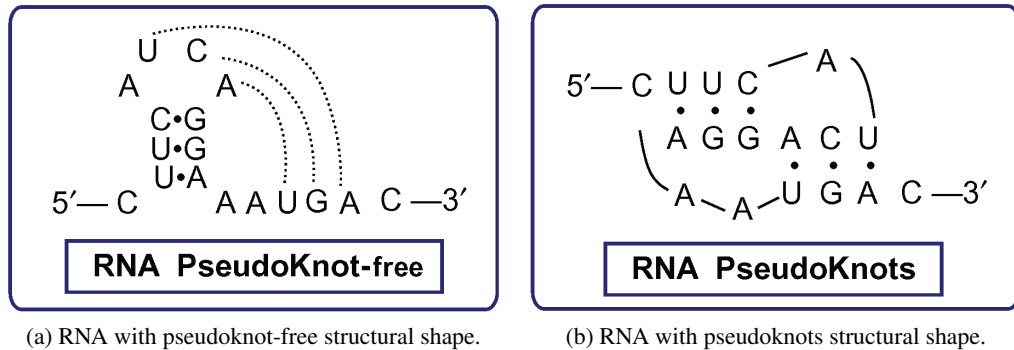 U C
A A
C•G
U•G
U•A
5′— C A A U G A C —3′
RNA PseudoKnot-free
(a) RNA with pseudoknot-free structural shape.
A
5′— C U U C
A G G A C U
A A U G A C —3′
RNA PseudoKnots
(b) RNA with pseudoknots structural shape.